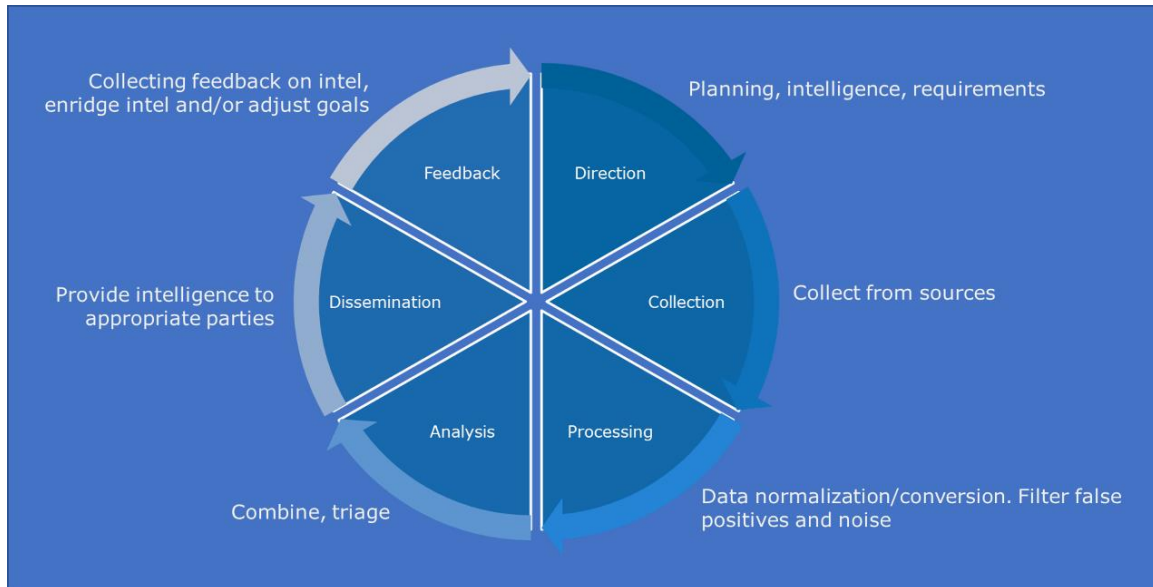 Collecting feedback on intel,
enridge intel and/or adjust goals
Planning, intelligence, requirements
Feedback
Direction
Provide intelligence to
appropriate parties
Dissemination
Collection
Collect from sources
Analysis
Processing
Combine, triage
Data normalization/conversion. Filter false
positives and noise